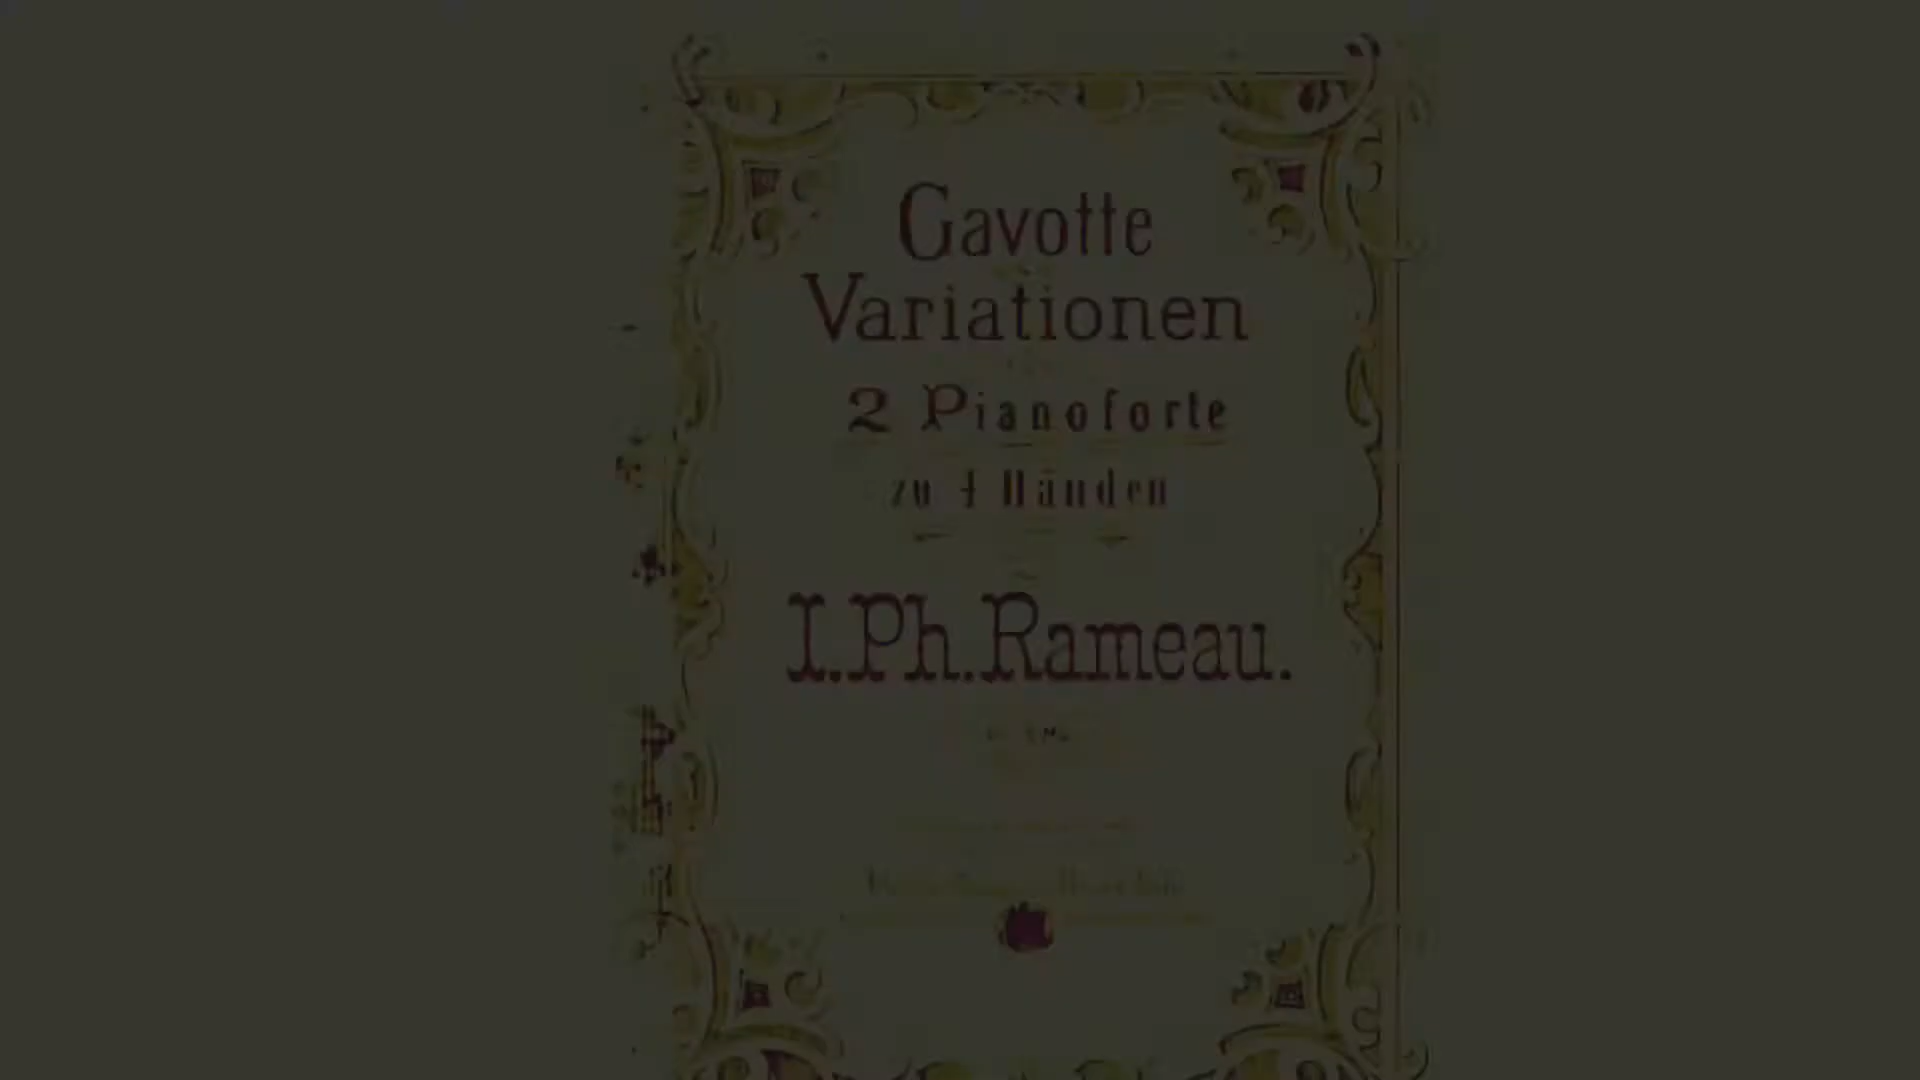 Gavotte
Variationen
2 Pianoforte
zu 4 Händen
I. Ph. Rameau.